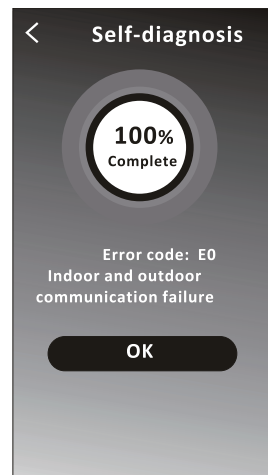 Self-diagnosis
100%
Complete
Error code: E0
Indoor and outdoor
communication failure
OK